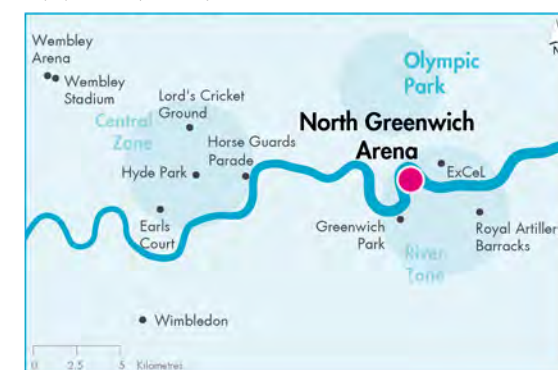 Wembley
Arena
Wembley
Stadium
Lord's Cricket
Ground
Central
Zone
Horse Guards
Parade
Hyde Park
Earls
Court
Wimbledon
Olympic
Park
North Greenwich
Arena
ExCeL
Greenwich
Park
Royal Artiller
Barracks
River
Zone
N
0 2.5 5 Kilometres